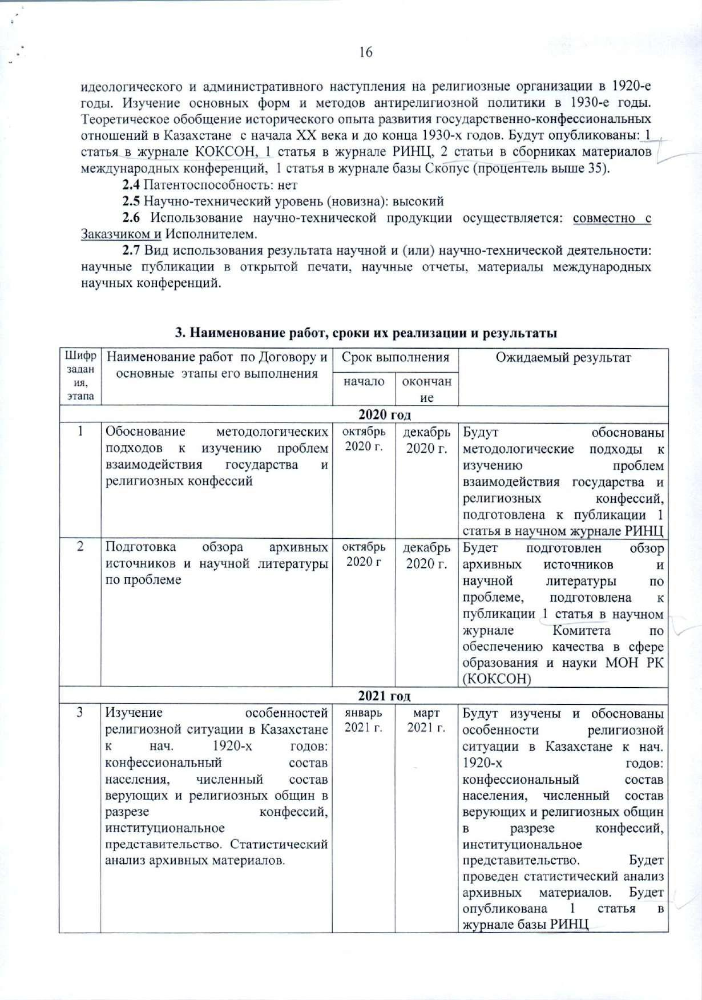 16
идеологического и административного наступления на религиозные организации в 1920-е
годы. Изучение основных форм и методов антирелигиозной политики в 1930-е годы.
Теоретическое обобщение исторического опыта развития государственно-конфессиональных
отношений в Казахстане с начала XX века и до конца 1930-х годов. Будут опубликованы: 1
статья в журнале КОКСОН, 1 статья в журнале РИНЦ, 2 статьи в сборниках материалов
международных конференций, 1 статья в журнале базы Скопус (процентель выше 35).
2.4 Патентоспособность: нет
2.5 Научно-технический уровень (новизна): высокий
2.6 Использование научно-технической продукции осуществляется: совместно с
Заказчиком и Исполнителем.
2.7 Вид использования результата научной и (или) научно-технической деятельности:
научные публикации в открытой печати, научные отчеты, материалы международных
научных конференций.
3. Наименование работ, сроки их реализации и результаты
Шифр
задан
ия,
этапа
Наименование работ по Договору и
основные этапы его выполнения
Срок выполнения
начало
окончан
ие
Ожидаемый результат
2020 год
1
Обоснование методологических
подходов к изучению проблем
взаимодействия государства и
религиозных конфессий
октябрь
2020 г.
декабрь
2020 г.
Будут обоснованы
методологические подходы к
изучению проблем
взаимодействия государства и
религиозных конфессий,
подготовлена к публикации 1
статья в научном журнале РИНЦ
2
Подготовка обзора архивных
источников и научной литературы
по проблеме
октябрь
2020 г
декабрь
2020 г.
Будет подготовлен обзор
архивных источников и
научной литературы по
проблеме, подготовлена к
публикации 1 статья в научном
журнале Комитета по
обеспечению качества в сфере
образования и науки МОН РК
(КОКСОН)
2021 год
3
Изучение особенностей
религиозной ситуации в Казахстане
к нач. 1920-х годов:
конфессиональный состав
населения, численный состав
верующих и религиозных общин в
разрезе конфессий,
институциональное
представительство. Статистический
анализ архивных материалов.
январь
2021 г.
март
2021 г.
Будут изучены и обоснованы
особенности религиозной
ситуации в Казахстане к нач.
1920-х годов:
конфессиональный состав
населения, численный состав
верующих и религиозных общин
в разрезе конфессий,
институциональное
представительство. Будет
проведен статистический анализ
архивных материалов. Будет
опубликована 1 статья в
журнале базы РИНЦ